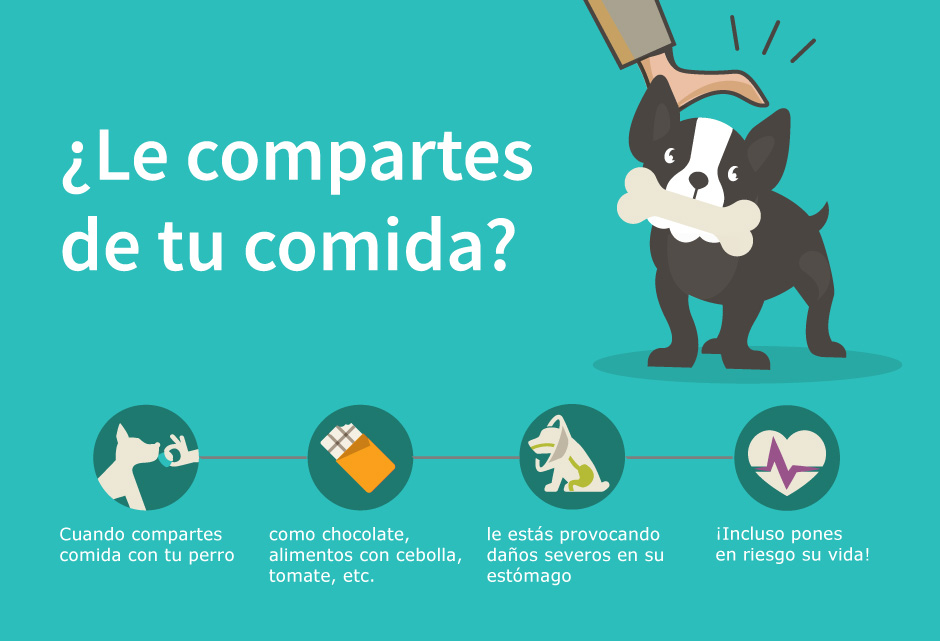 ¿Le compartes
de tu comida?
Cuando compartes
comida con tu perro
como chocolate,
alimentos con cebolla,
tomate, etc.
le estás provocando
daños severos en su
estómago
¡Incluso pones
en riesgo su vida!